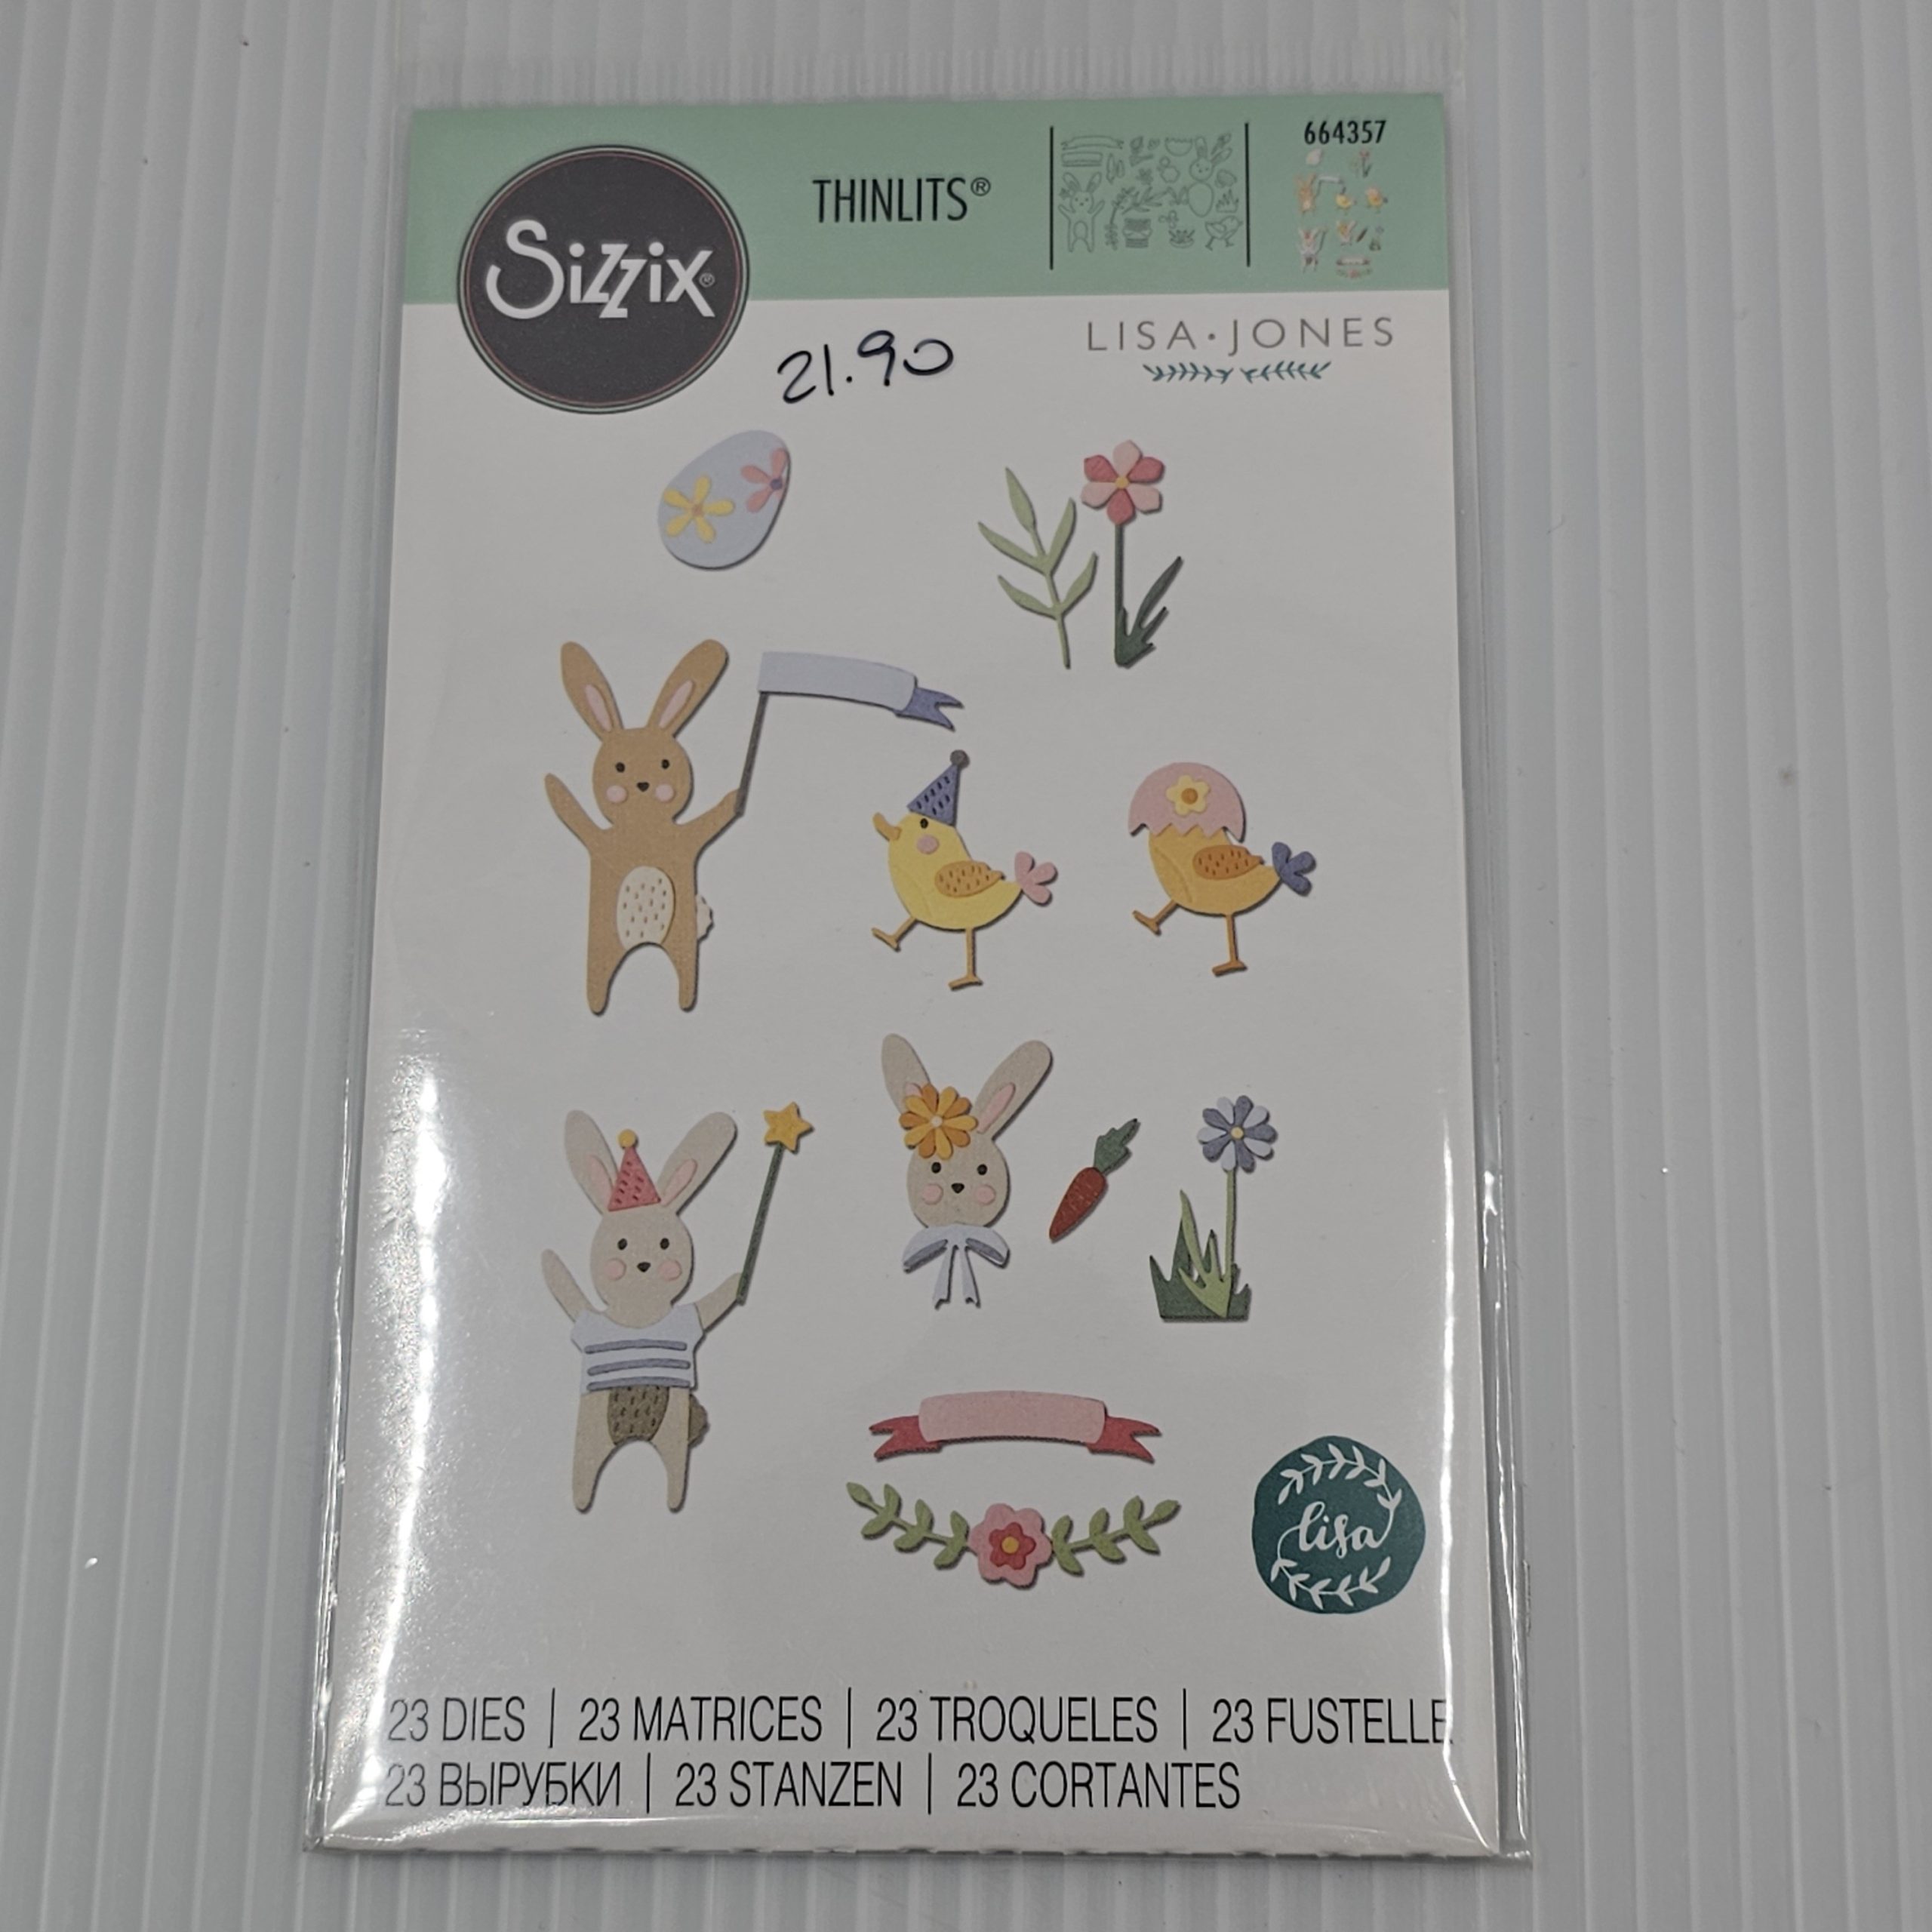 664357
THINLITS®
Sizzix®
LISA · JONES
21.90
lisa
23 DIES | 23 MATRICES | 23 TROQUELES | 23 FUSTELLE
23 ВЫРУБКИ | 23 STANZEN | 23 CORTANTES